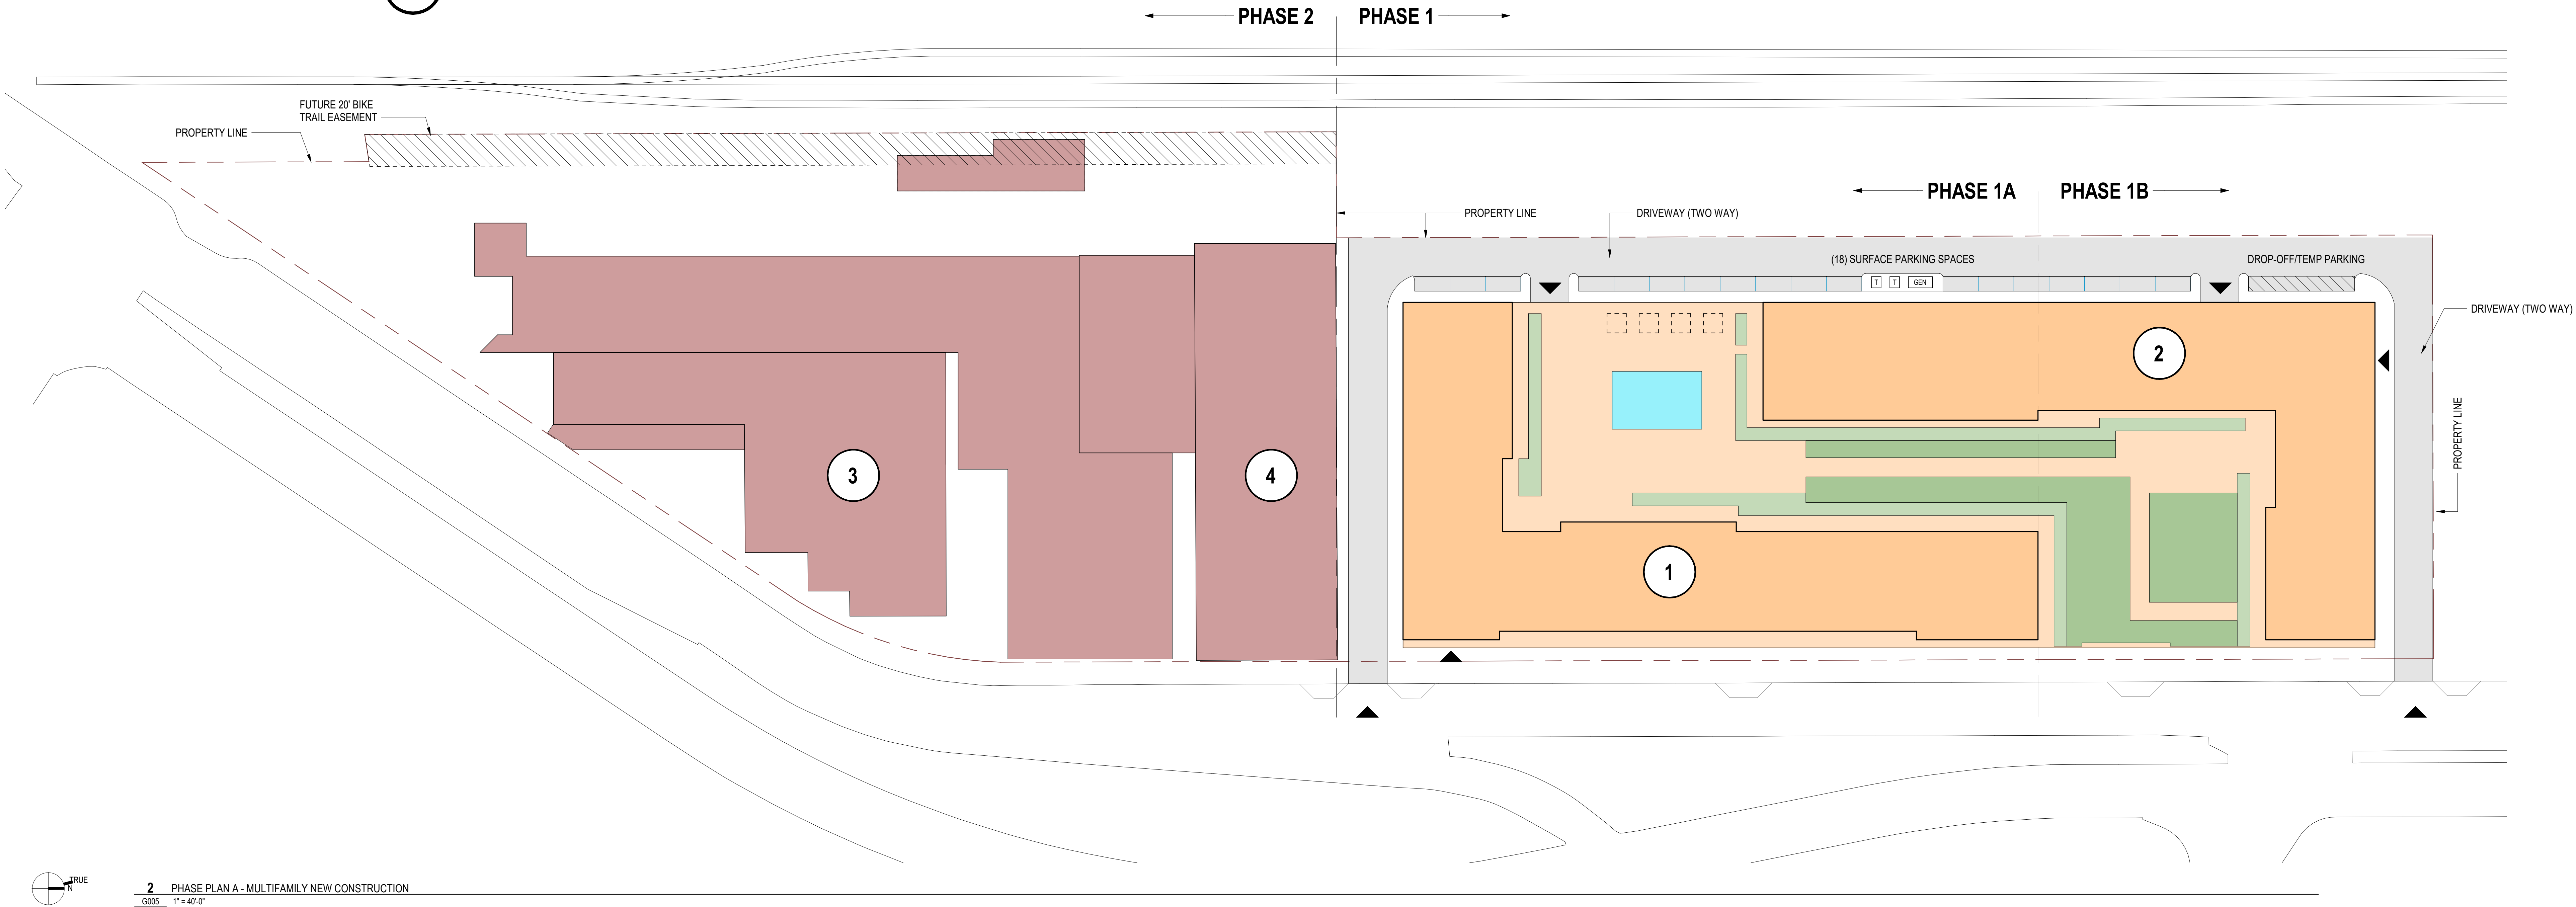 PHASE 2
PHASE 1
FUTURE 20' BIKE
TRAIL EASEMENT
PROPERTY LINE
PHASE 1A
PHASE 1B
PROPERTY LINE
DRIVEWAY (TWO WAY)
(18) SURFACE PARKING SPACES
DROP-OFF/TEMP PARKING
T
T
GEN
DRIVEWAY (TWO WAY)
2
PROPERTY LINE
3
4
1
TRUE
N
2 PHASE PLAN A - MULTIFAMILY NEW CONSTRUCTION
G005 1" = 40'-0"